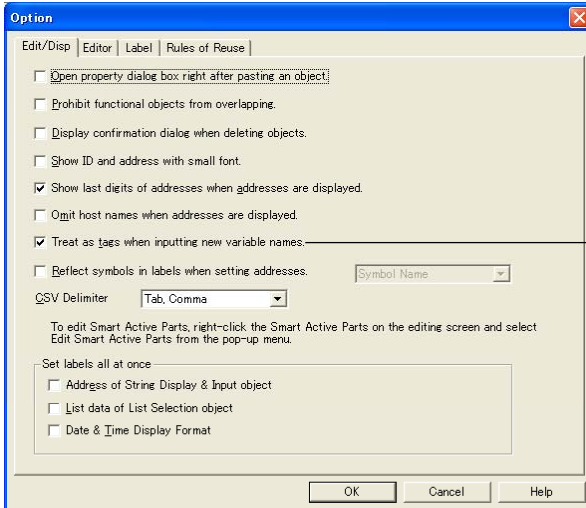 Option
Edit/Disp Editor Label Rules of Reuse
Open property dialog box right after pasting an object.
Prohibit functional objects from overlapping.
Display confirmation dialog when deleting objects.
Show ID and address with small font.
Show last digits of addresses when addresses are displayed.
Omit host names when addresses are displayed.
Treat as tags when inputting new variable names.
Reflect symbols in labels when setting addresses. Symbol Name
CSV Delimiter Tab, Comma
To edit Smart Active Parts, right-click the Smart Active Parts on the editing screen and select
Edit Smart Active Parts from the pop-up menu.
Set labels all at once
Address of String Display & Input object
List data of List Selection object
Date & Time Display Format
OK Cancel Help